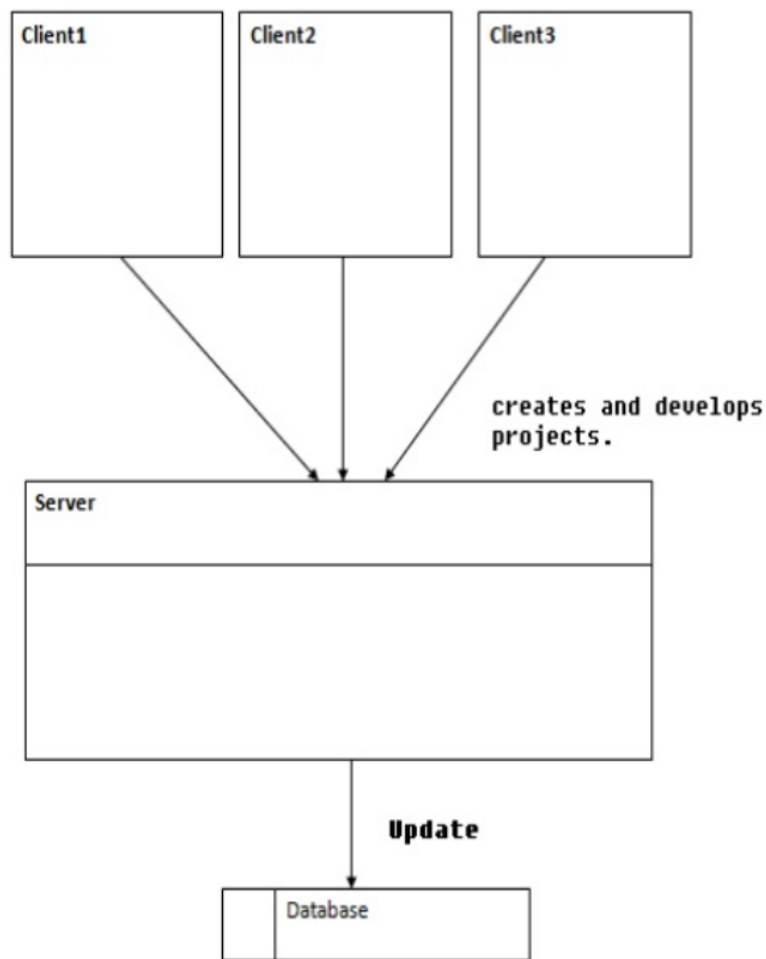 Client1
Client2
Client3
creates and develops
projects.
Server
Update
Database